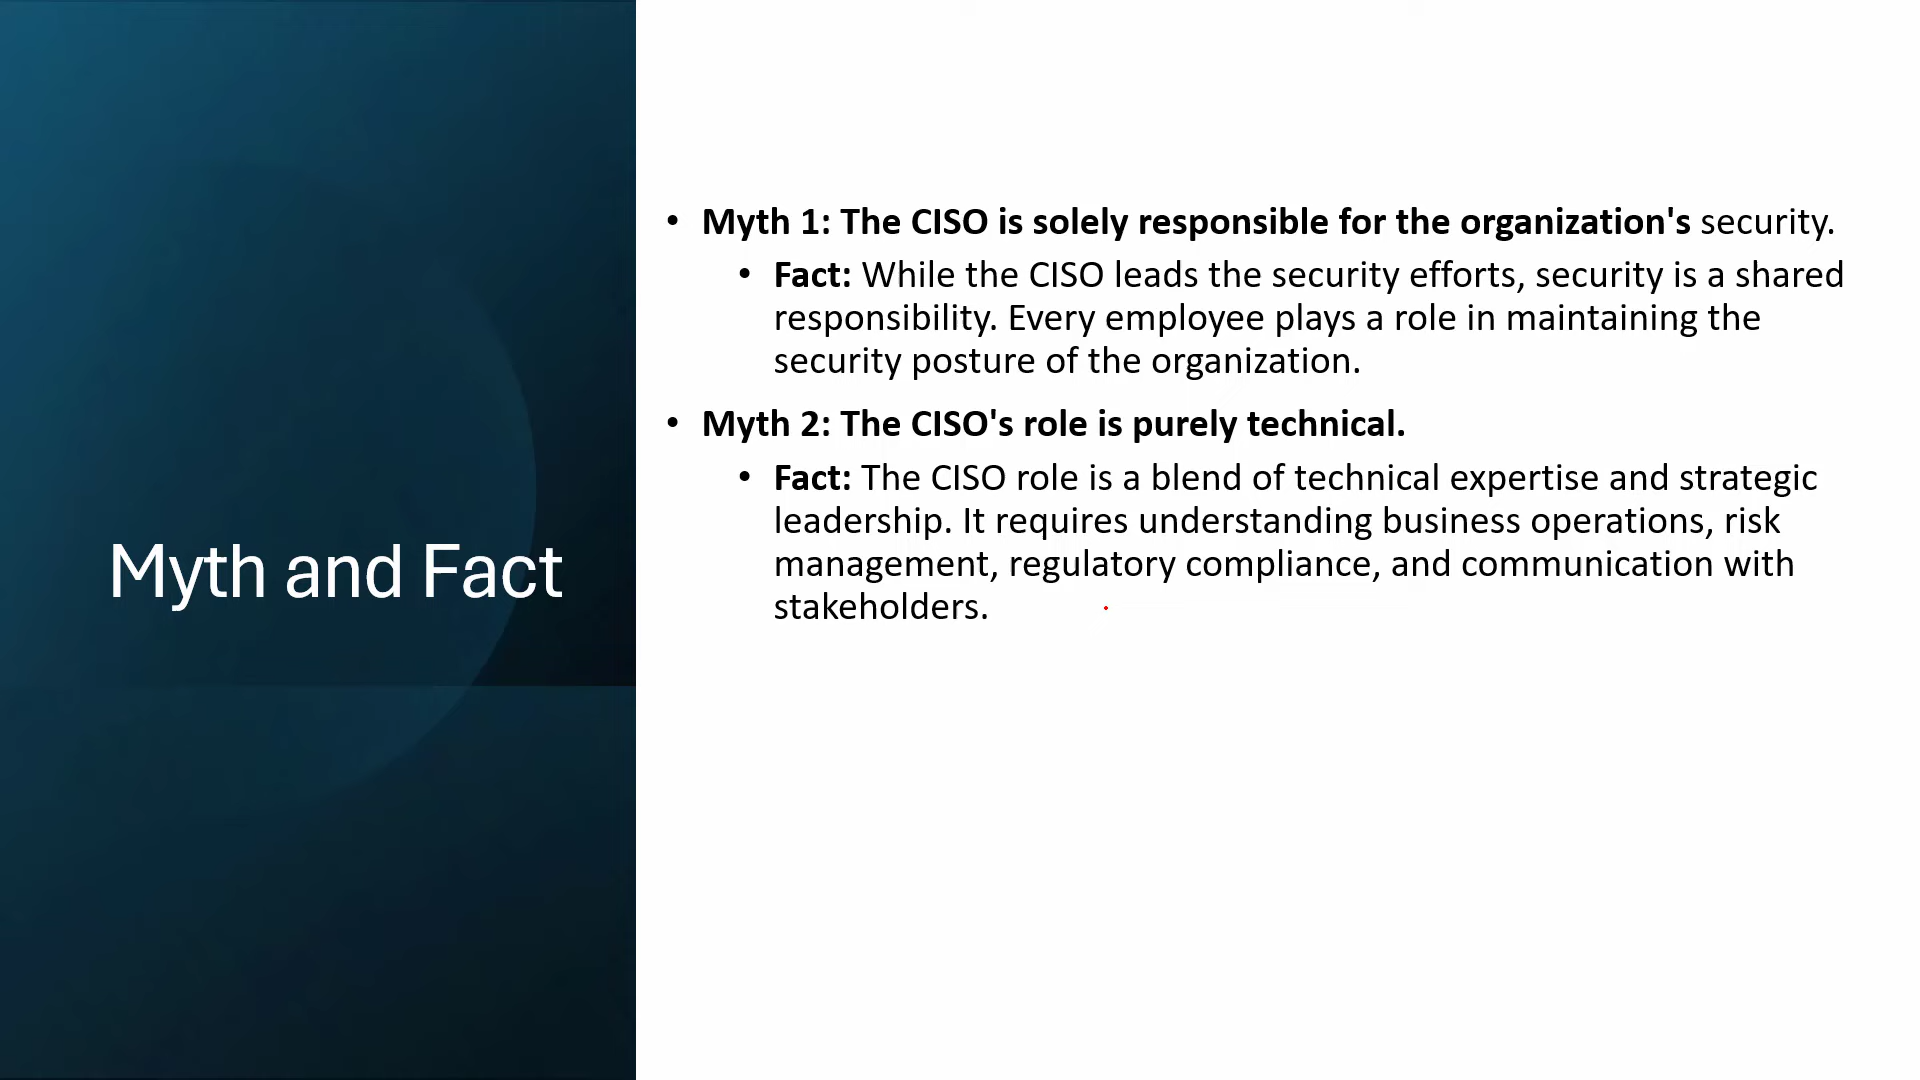 Myth and Fact
• Myth 1: The CISO is solely responsible for the organization's security.
• Fact: While the CISO leads the security efforts, security is a shared
responsibility. Every employee plays a role in maintaining the
security posture of the organization.
• Myth 2: The CISO's role is purely technical.
• Fact: The CISO role is a blend of technical expertise and strategic
leadership. It requires understanding business operations, risk
management, regulatory compliance, and communication with
stakeholders.